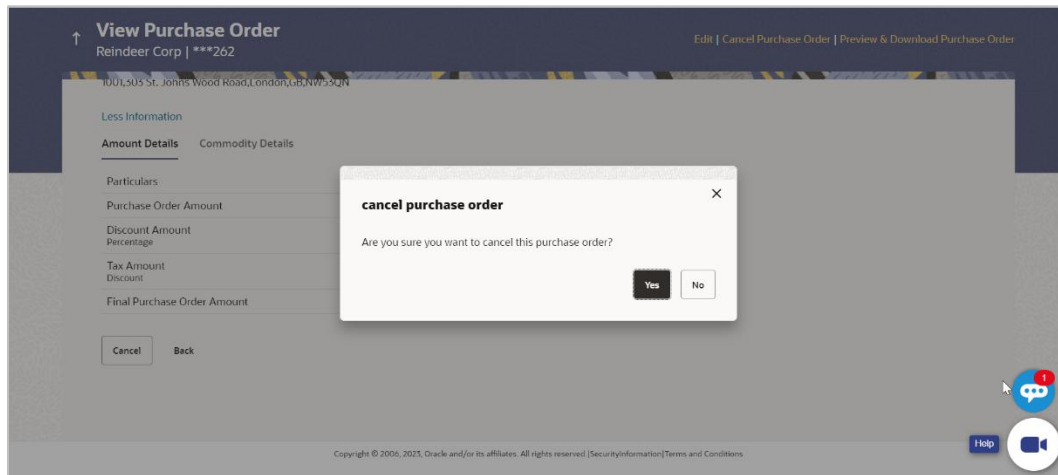 View Purchase Order
Reindeer Corp | ***262
Edit | Cancel Purchase Order | Preview & Download Purchase Order
1001,303 St. Johns Wood Road,London,GB,NW53QN
Less Information
Amount Details Commodity Details
Particulars
Purchase Order Amount
Discount Amount
Percentage
Tax Amount
Discount
Final Purchase Order Amount
cancel purchase order
Are you sure you want to cancel this purchase order?
Yes No
Cancel Back
1
Help
Copyright © 2006, 2023, Oracle and/or its affiliates. All rights reserved.|SecurityInformation|Terms and Conditions